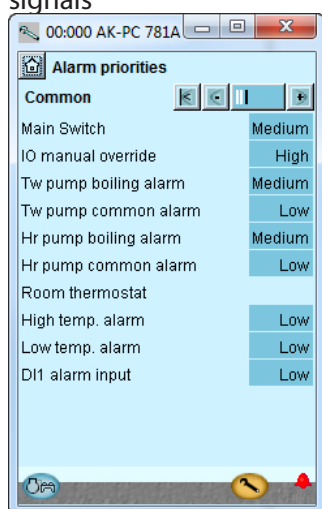 signals
00:000 AK-PC 781A
Alarm priorities
Common
Main Switch Medium
IO manual override High
Tw pump boiling alarm Medium
Tw pump common alarm Low
Hr pump boiling alarm Medium
Hr pump common alarm Low
Room thermostat
High temp. alarm Low
Low temp. alarm Low
DI1 alarm input Low